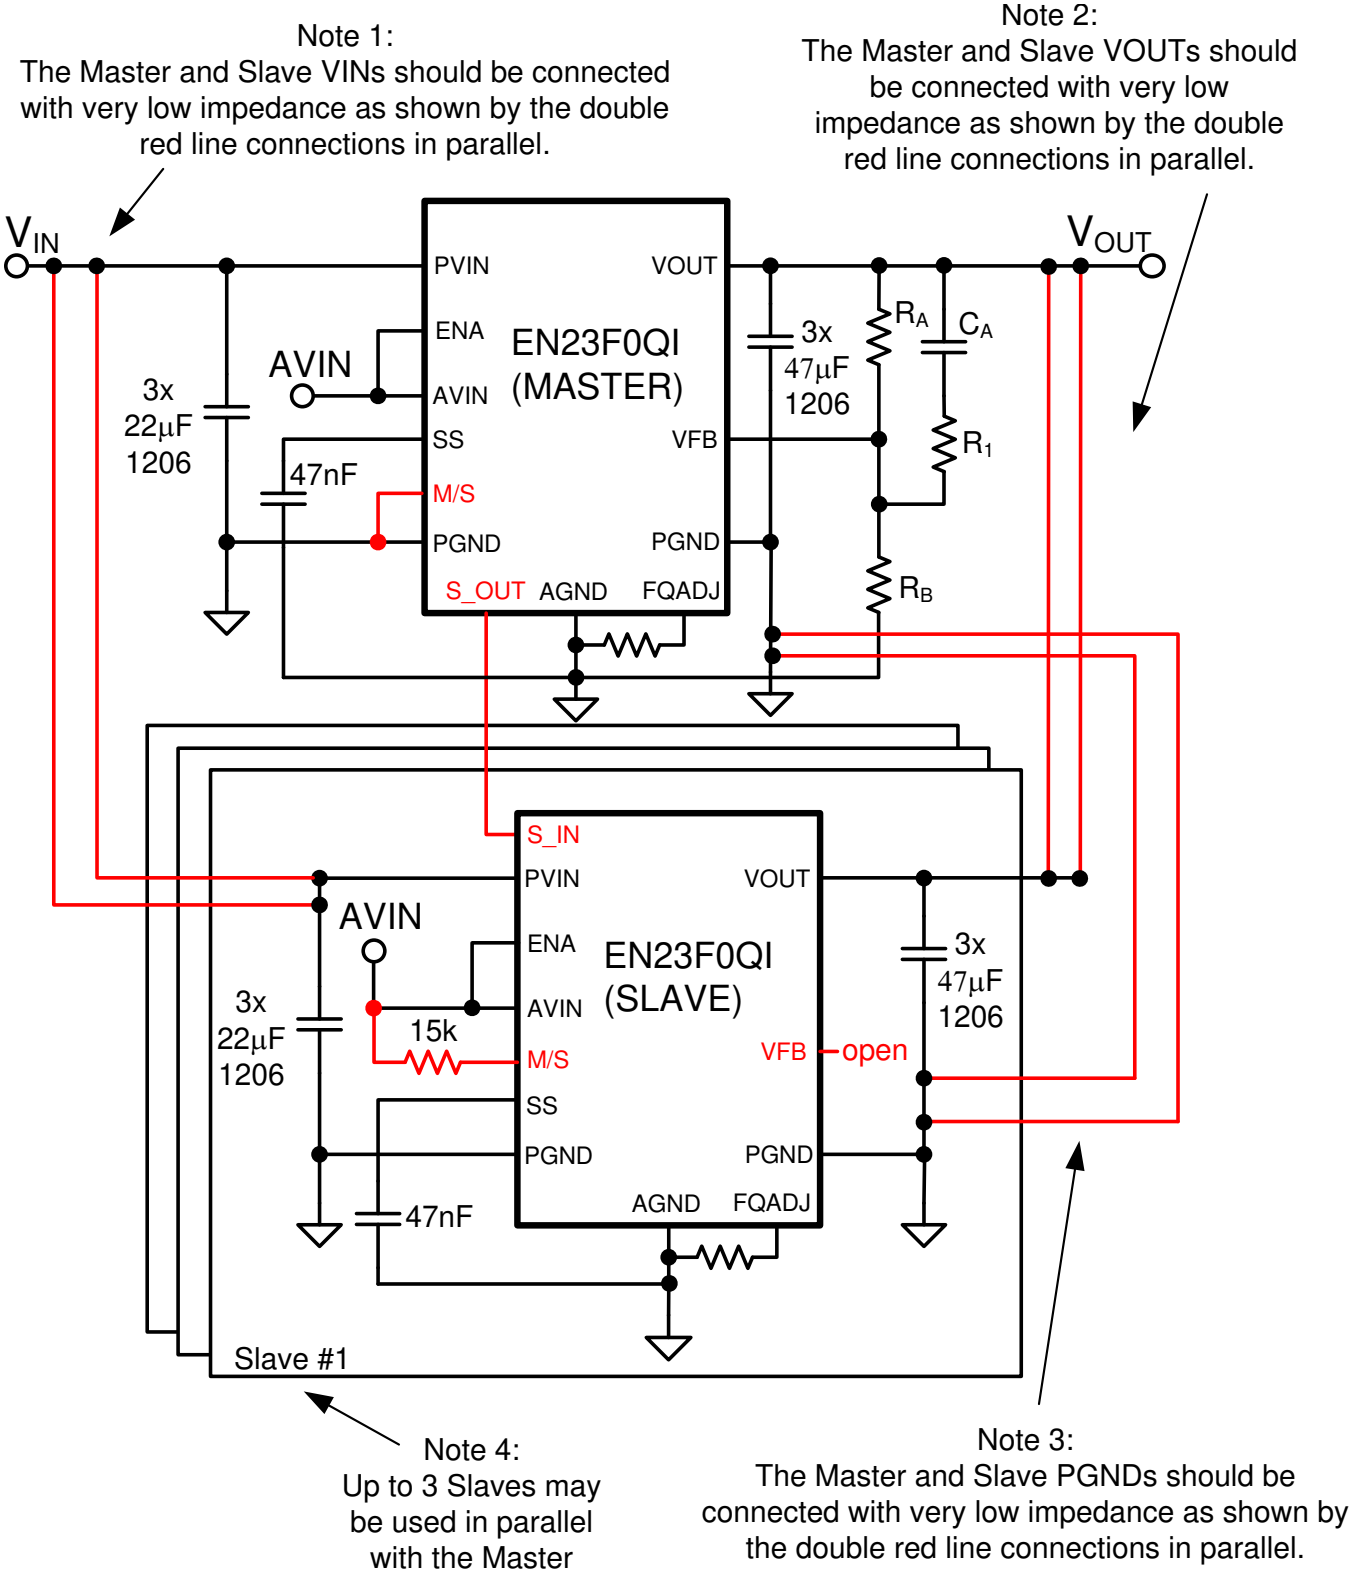 Note 1:
The Master and Slave VINs should be connected
with very low impedance as shown by the double
red line connections in parallel.
Note 2:
The Master and Slave VOUTs should
be connected with very low
impedance as shown by the double
red line connections in parallel.
VIN
VOUT
PVIN
VOUT
ENA
EN23F0QI
(MASTER)
AVIN
AVIN
SS
VFB
M/S
PGND
PGND
S_OUT
AGND
FQADJ
3x
22μF
1206
47nF
3x
47μF
1206
RA
CA
R1
RB
S_IN
PVIN
VOUT
AVIN
ENA
EN23F0QI
(SLAVE)
AVIN
15k
M/S
VFB
open
SS
PGND
PGND
AGND
FQADJ
3x
22μF
1206
47nF
3x
47μF
1206
Slave #1
Note 4:
Up to 3 Slaves may
be used in parallel
with the Master
Note 3:
The Master and Slave PGNDs should be
connected with very low impedance as shown by
the double red line connections in parallel.